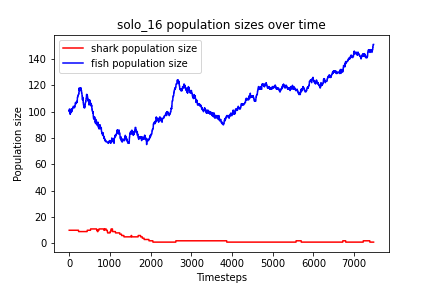 solo_16 population sizes over time
shark population size
fish population size
Population size
140
120
100
80
60
40
20
0
0 1000 2000 3000 4000 5000 6000 7000
Timesteps